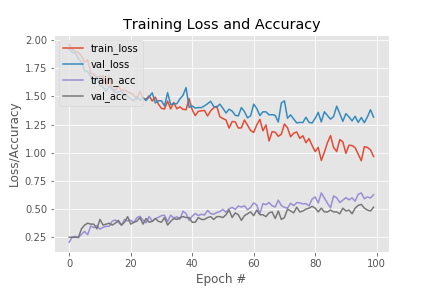 Training Loss and Accuracy
2.00
1.75
1.50
1.25
1.00
0.75
0.50
0.25
Loss/Accuracy
train_loss
val_loss
train_acc
val_acc
0 20 40 60 80 100
Epoch #